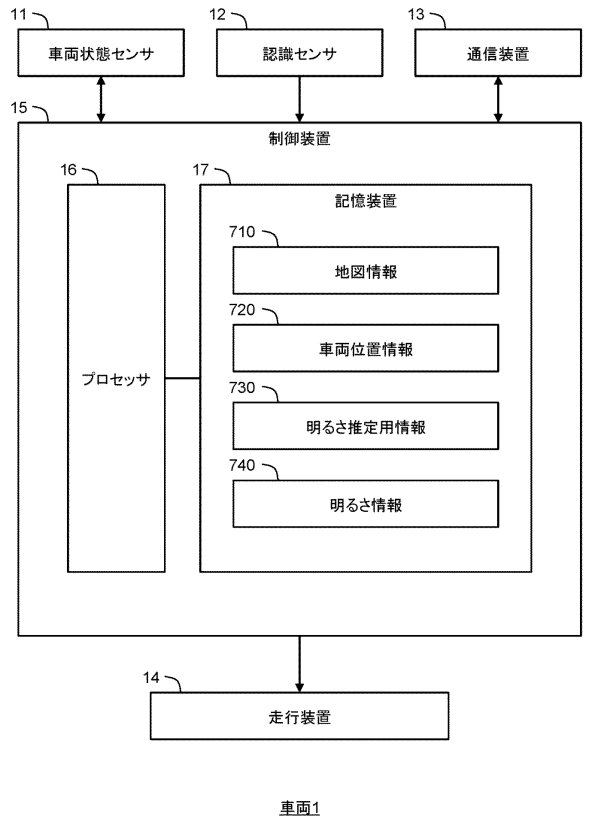 11
車両状態センサ
12
認識センサ
13
通信装置
15
制御装置
16
プロセッサ
17
記憶装置
710
地図情報
720
車両位置情報
730
明るさ推定用情報
740
明るさ情報
14
走行装置
車両1